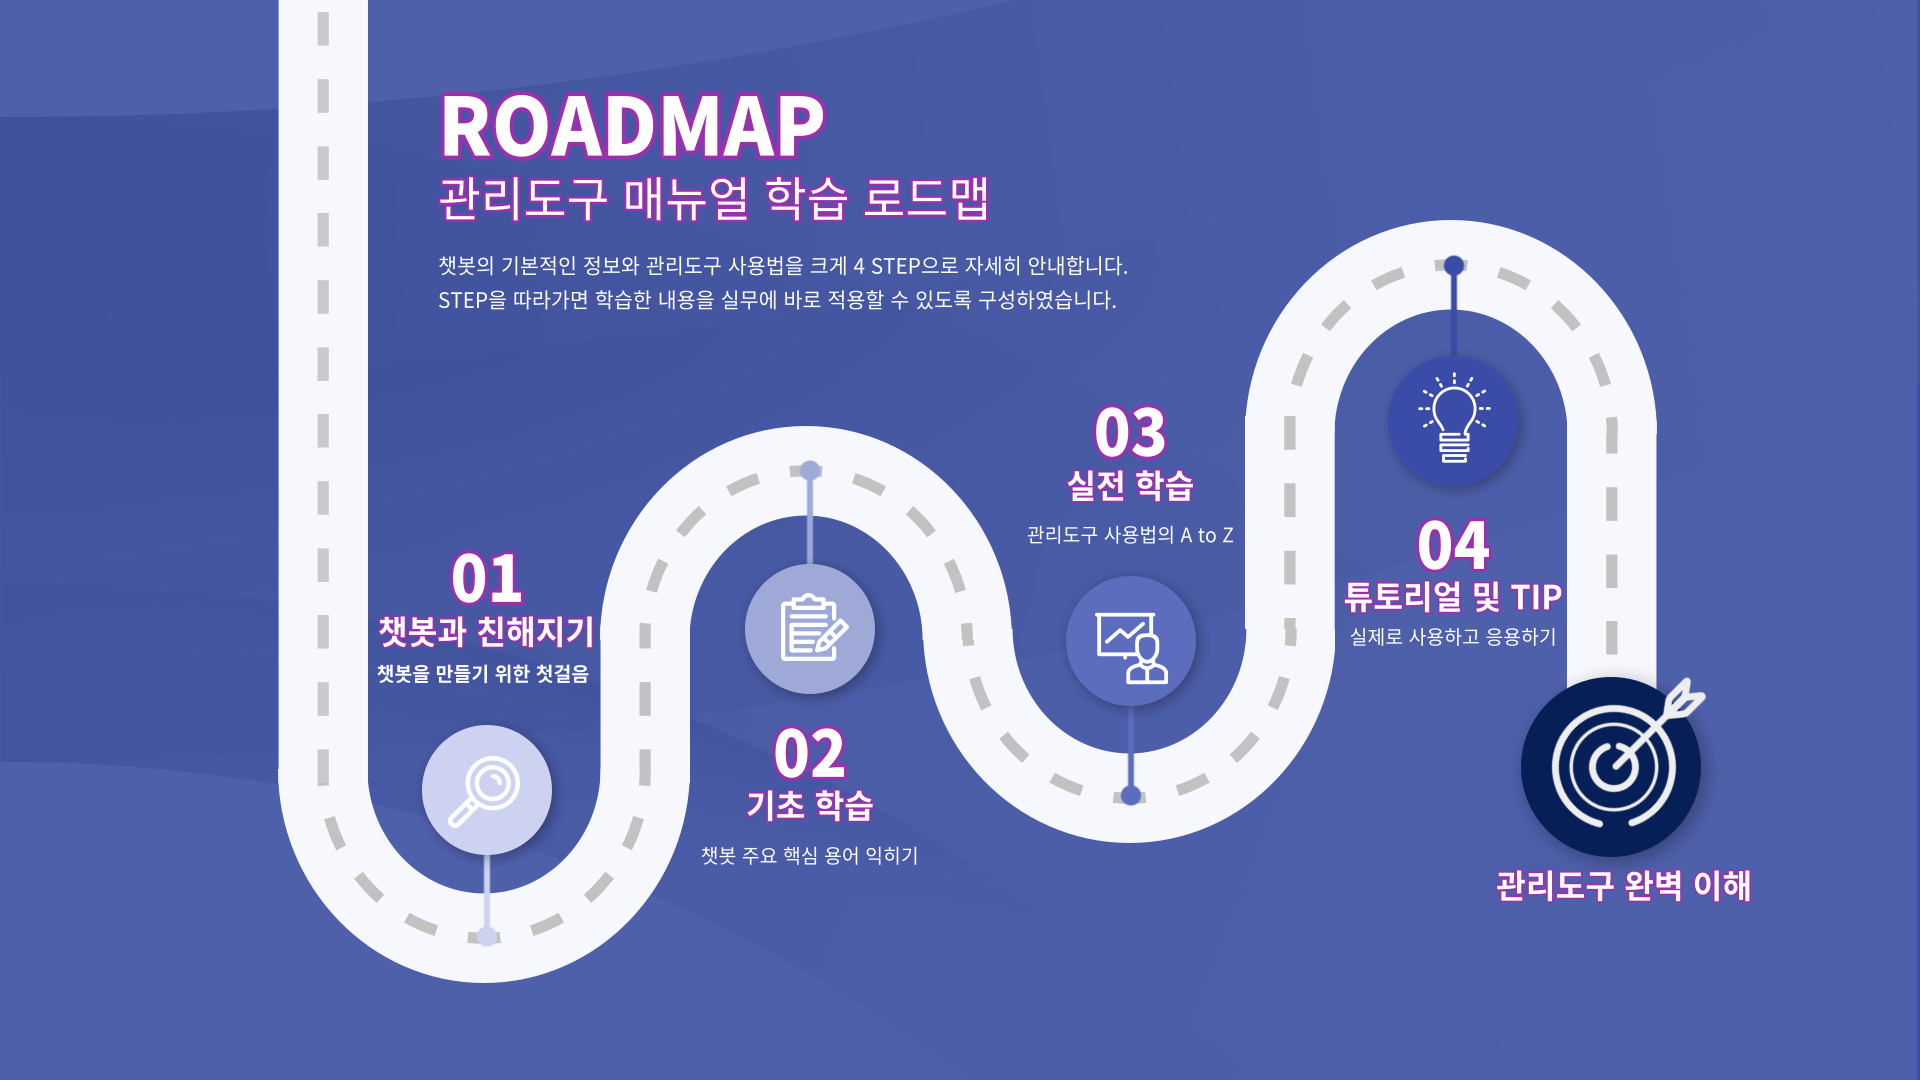 ROADMAP
관리도구 매뉴얼 학습 로드맵
챗봇의 기본적인 정보와 관리도구 사용법을 크게 4 STEP으로 자세히 안내합니다.
STEP을 따라가면 학습한 내용을 실무에 바로 적용할 수 있도록 구성하였습니다.
01
챗봇과 친해지기
챗봇을 만들기 위한 첫걸음
02
기초 학습
챗봇 주요 핵심 용어 익히기
03
실전 학습
관리도구 사용법의 A to Z
04
튜토리얼 및 TIP
실제로 사용하고 응용하기
관리도구 완벽 이해